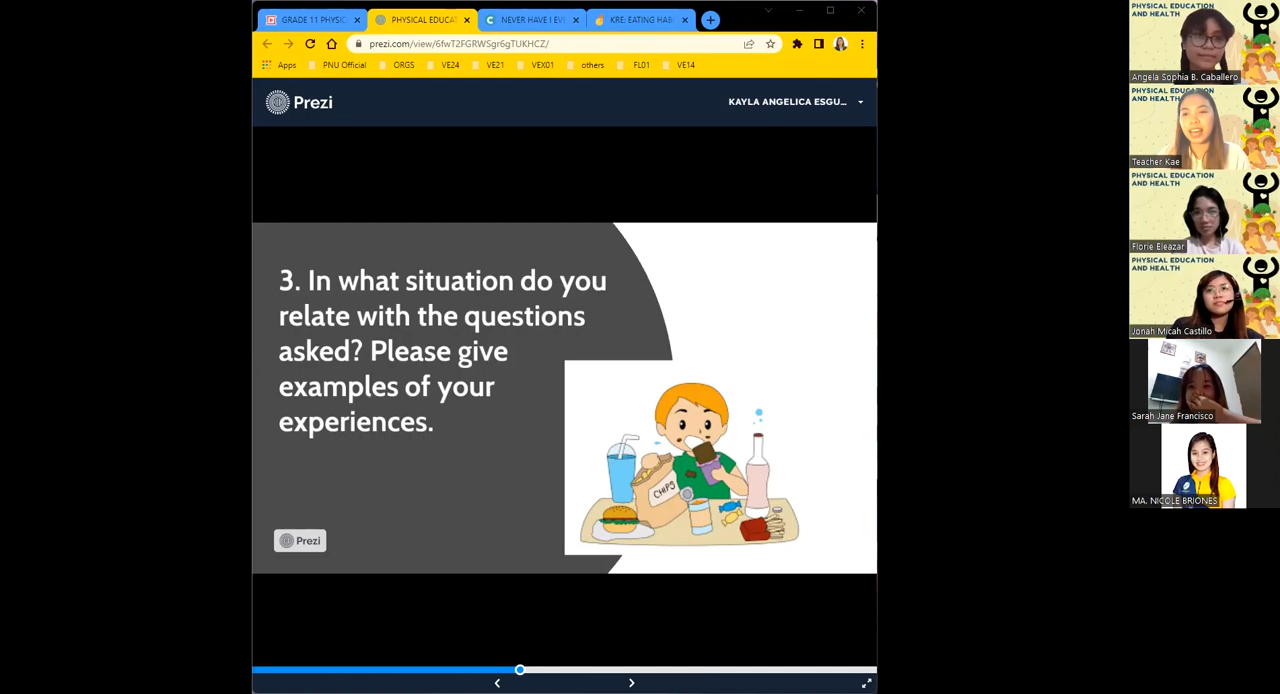 GRADE 11 PHYSIC
PHYSICAL EDUCAT
NEVER HAVE I EVE
KRE: EATING HAB
prezi.com/view/6fwT2FGRWSgr6gTUKHCZ/
Apps
PNU Official
ORGS
VE24
VE21
VEX01
others
FL01
VE14
Prezi
KAYLA ANGELICA ESGU...
3. In what situation do you
relate with the questions
asked? Please give
examples of your
experiences.
CHIPS
Prezi
PHYSICAL EDUCATION
AND HEALTH
Angela Sophia B. Caballero
PHYSICAL EDUCATION
AND HEALTH
Teacher Kae
PHYSICAL EDUCATION
AND HEALTH
Florie Eleazar
PHYSICAL EDUCATION
AND HEALTH
Jonah Micah Castillo
Sarah Jane Francisco
MA. NICOLE BRIONES